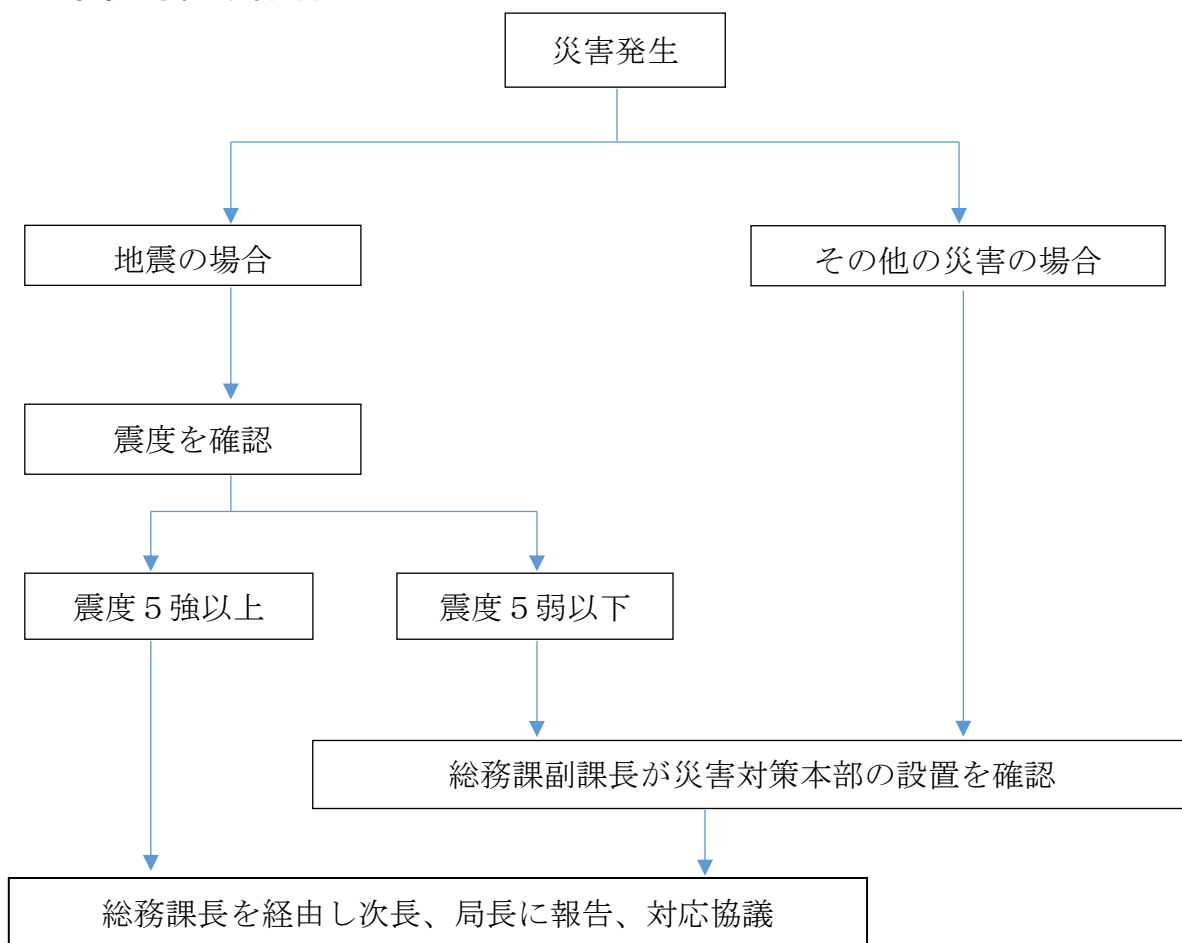 災害発生
地震の場合
その他の災害の場合
震度を確認
震度５強以上
震度５弱以下
総務課副課長が災害対策本部の設置を確認
総務課長を経由し次長、局長に報告、対応協議